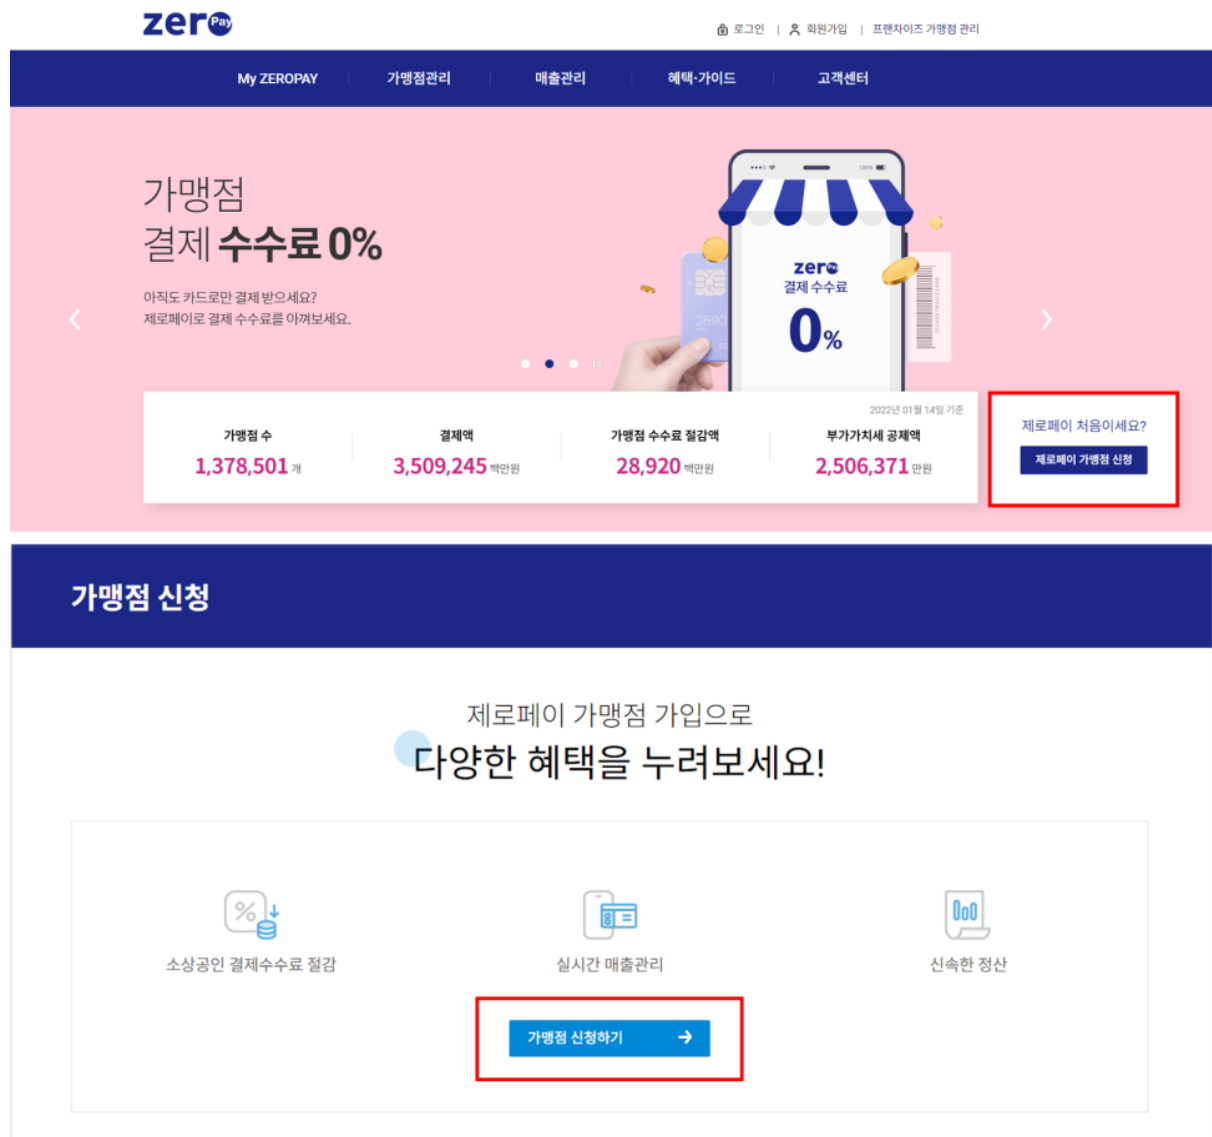 zeroPay
로그인 | 회원가입 | 프랜차이즈 가맹점 관리
My ZEROPAY 가맹점관리 매출관리 혜택·가이드 고객센터
가맹점
결제 수수료 0%
아직도 카드로만 결제 받으세요?
제로페이로 결제 수수료를 아껴보세요.
100%
zeroPay
결제 수수료
0%
3690
2022년 01월 14일 기준
가맹점 수 결제액 가맹점 수수료 절감액 부가가치세 공제액
1,378,501 개 3,509,245 백만원 28,920 백만원 2,506,371 만원
제로페이 처음이세요?
제로페이 가맹점 신청
가맹점 신청
제로페이 가맹점 가입으로
다양한 혜택을 누려보세요!
소상공인 결제수수료 절감 실시간 매출관리 신속한 정산
가맹점 신청하기